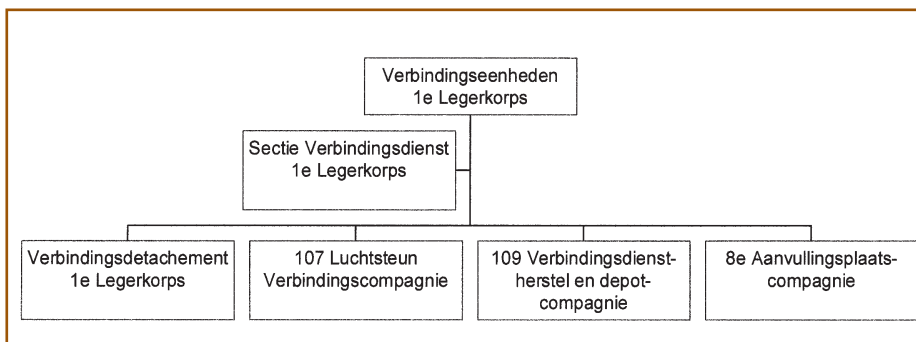 Verbindingseenheden
1e Legerkorps
Sectie Verbindingsdienst
1e Legerkorps
Verbindingsdetachement
1e Legerkorps
107 Luchtsteun
Verbindingscompagnie
109 Verbindingsdienst-
herstel en depot-
compagnie
8e Aanvullingsplaats-
compagnie